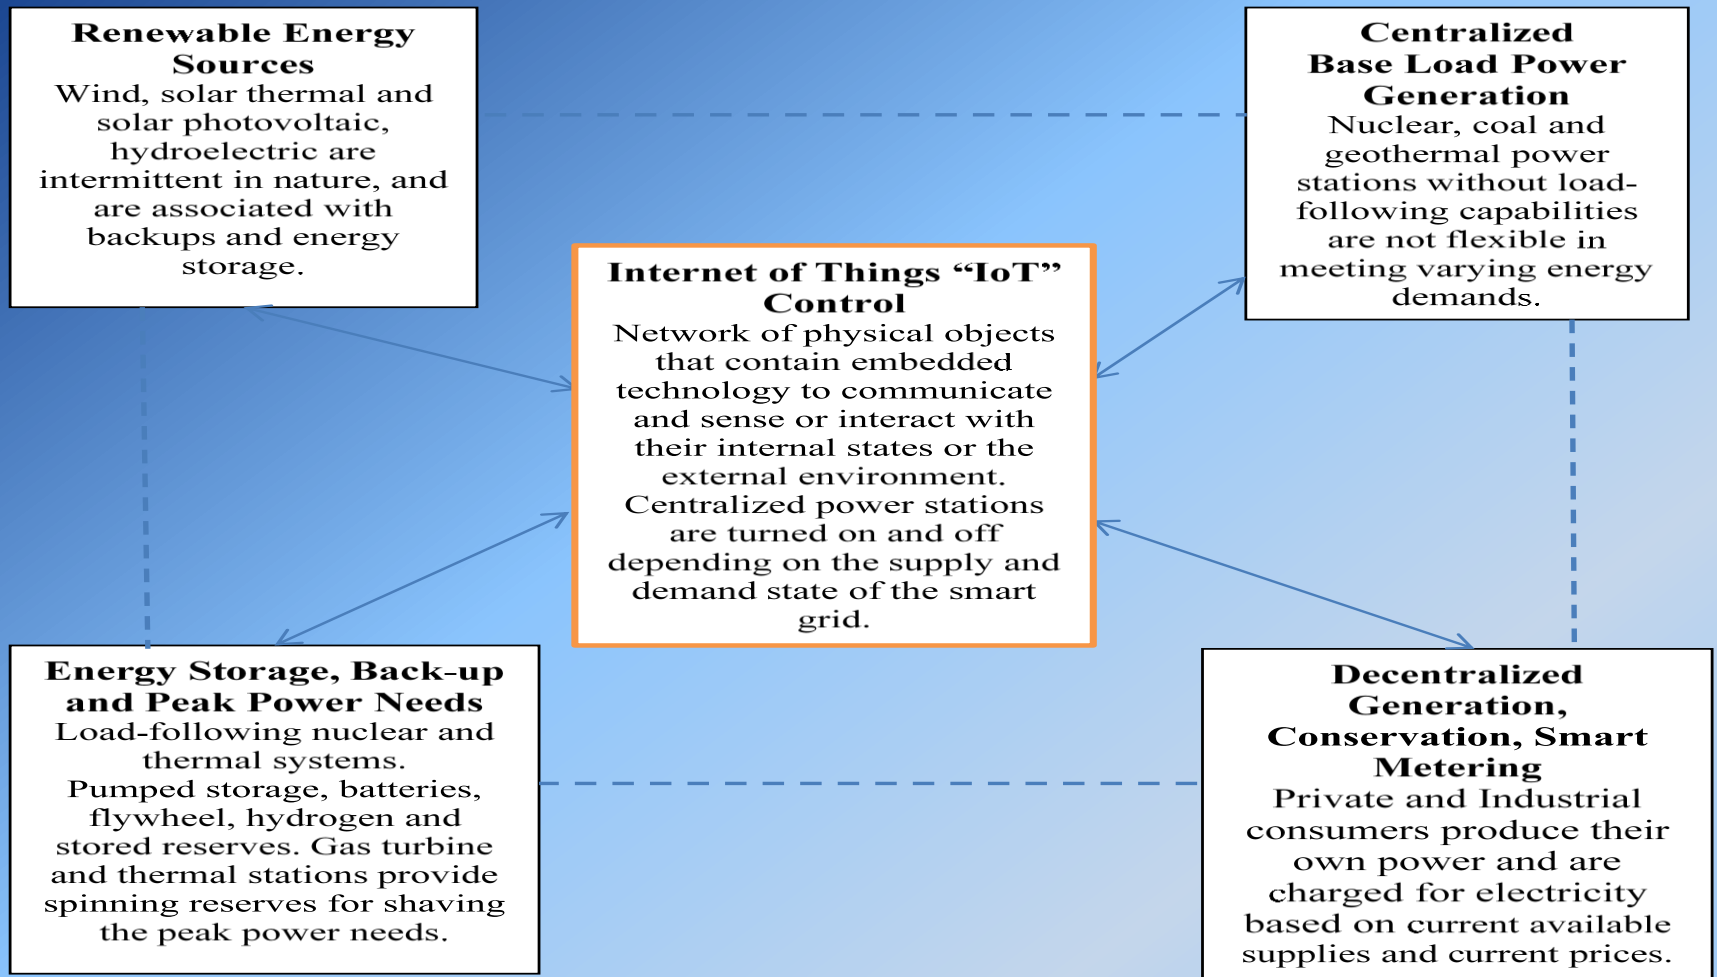 Renewable Energy
Sources
Wind, solar thermal and
solar photovoltaic,
hydroelectric are
intermittent in nature, and
are associated with
backups and energy
storage.
Centralized
Base Load Power
Generation
Nuclear, coal and
geothermal power
stations without load-
following capabilities
are not flexible in
meeting varying energy
demands.
Internet of Things “IoT”
Control
Network of physical objects
that contain embedded
technology to communicate
and sense or interact with
their internal states or the
external environment.
Centralized power stations
are turned on and off
depending on the supply and
demand state of the smart
grid.
Energy Storage, Back-up
and Peak Power Needs
Load-following nuclear and
thermal systems.
Pumped storage, batteries,
flywheel, hydrogen and
stored reserves. Gas turbine
and thermal stations provide
spinning reserves for shaving
the peak power needs.
Decentralized
Generation,
Conservation, Smart
Metering
Private and Industrial
consumers produce their
own power and are
charged for electricity
based on current available
supplies and current prices.